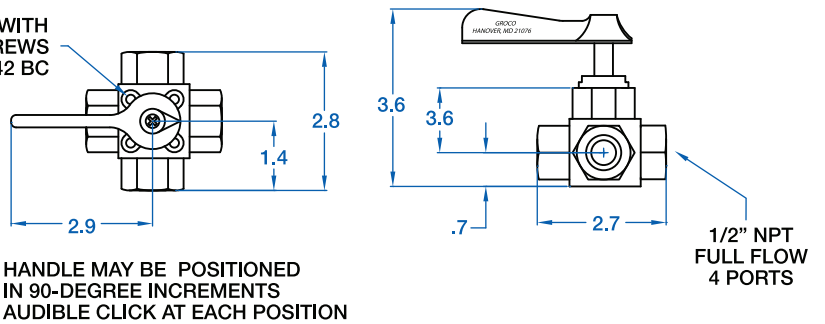 WITH
REWS
42 BC
2.8
1.4
2.9
HANDLE MAY BE POSITIONED
IN 90-DEGREE INCREMENTS
AUDIBLE CLICK AT EACH POSITION
GROCO
HANOVER, MD 21076
3.6
3.6
.7
2.7
1/2” NPT
FULL FLOW
4 PORTS